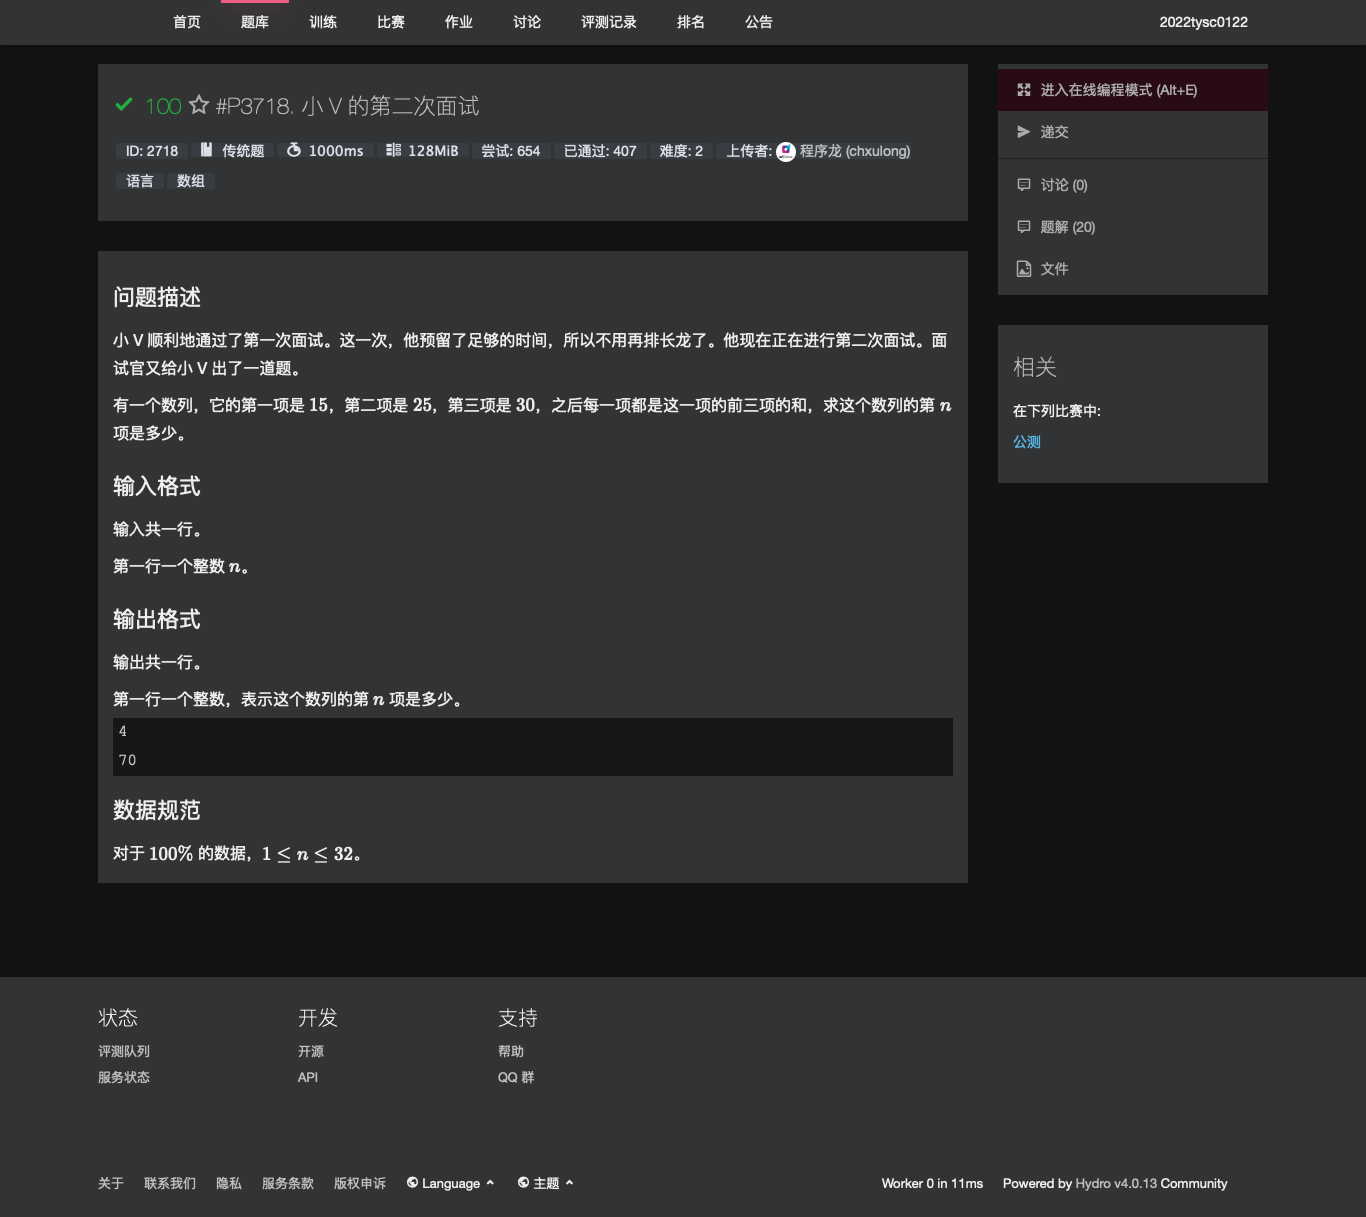 首页 题库 训练 比赛 作业 讨论 评测记录 排名 公告 2022tysc0122
100 #P3718. 小 V 的第二次面试
ID: 2718 传统题 1000ms 128MiB 尝试: 654 已通过: 407 难度: 2 上传者: 程序龙 (chxulong)
语言 数组
问题描述
小 V 顺利地通过了第一次面试。这一次，他预留了足够的时间，所以不用再排长龙了。他现在正在进行第二次面试。面
试官又给小 V 出了一道题。
有一个数列，它的第一项是 15，第二项是 25，第三项是 30，之后每一项都是这一项的前三项的和，求这个数列的第 n
项是多少。
输入格式
输入共一行。
第一行一个整数 n。
输出格式
输出共一行。
第一行一个整数，表示这个数列的第 n 项是多少。
4
70
数据规范
对于 100% 的数据，1 ≤ n ≤ 32。
进入在线编程模式 (Alt+E)
递交
讨论 (0)
题解 (20)
文件
相关
在下列比赛中:
公测
状态 开发 支持
评测队列 开源 帮助
服务状态 API QQ 群
关于 联系我们 隐私 服务条款 版权申诉 Language 主题 Worker 0 in 11ms Powered by Hydro v4.0.13 Community